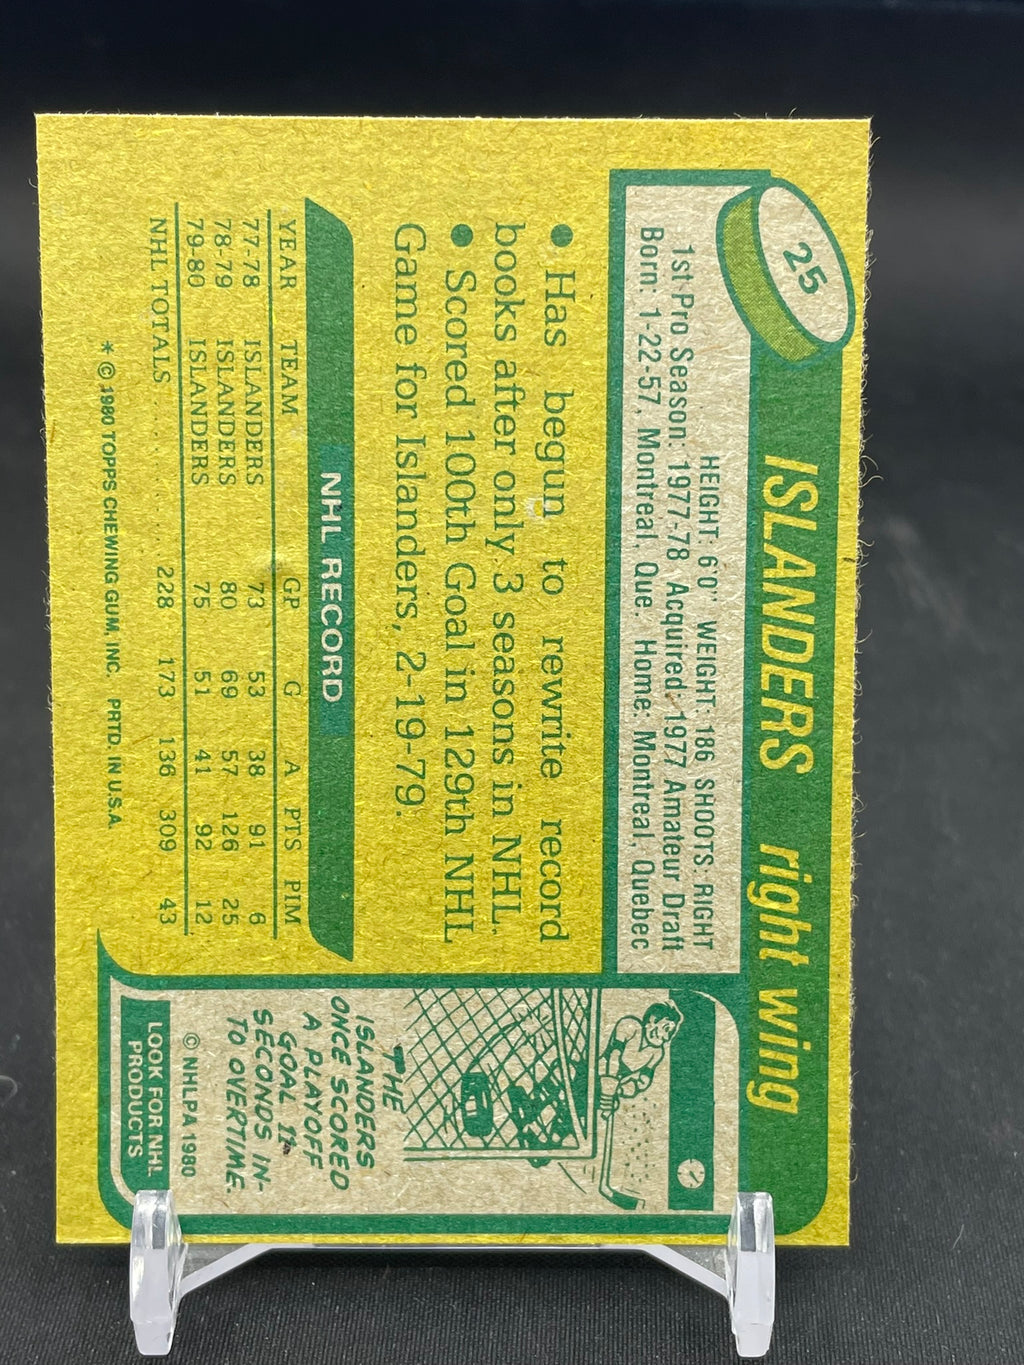 25
ISLANDERS right wing
HEIGHT: 6'0" WEIGHT: 186 SHOOTS: RIGHT
1st Pro Season: 1977-78 Acquired: 1977 Amateur Draft
Born: 1-22-57, Montreal, Que. Home: Montreal, Quebec
● Has begun to rewrite record
books after only 3 seasons in NHL.
● Scored 100th Goal in 129th NHL
Game for Islanders, 2-19-79.
NHL RECORD
YEAR TEAM GP G A PTS PIM
77-78 ISLANDERS 73 53 38 91 6
78-79 ISLANDERS 80 69 57 126 25
79-80 ISLANDERS 75 51 41 92 12
NHL TOTALS.......... 228 173 136 309 43
* © 1980 TOPPS CHEWING GUM, INC. PRTD. IN U.S.A.
THE
ISLANDERS
ONCE SCORED
A PLAYOFF
GOAL 11
SECONDS IN-
TO OVERTIME.
© NHLPA 1980
LOOK FOR NHL
PRODUCTS